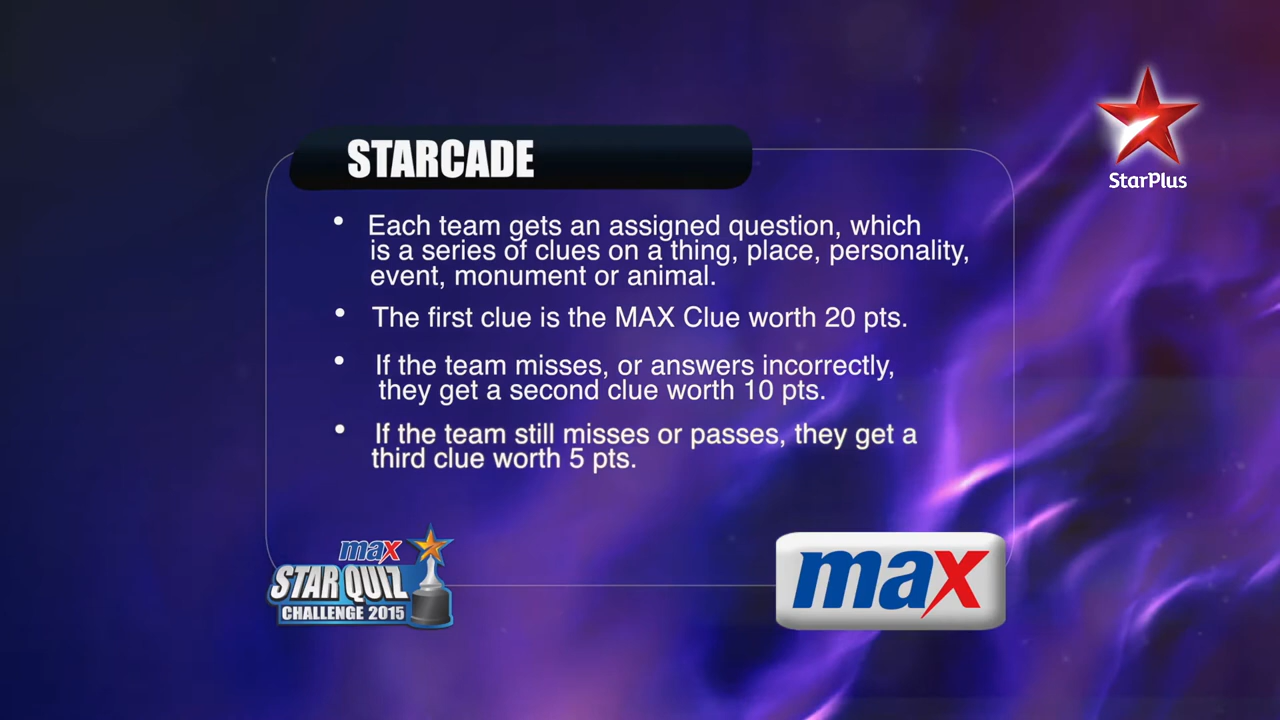 StarPlus
STARCADE
• Each team gets an assigned question, which
is a series of clues on a thing, place, personality,
event, monument or animal.
• The first clue is the MAX Clue worth 20 pts.
• If the team misses, or answers incorrectly,
they get a second clue worth 10 pts.
• If the team still misses or passes, they get a
third clue worth 5 pts.
max
STAR QUIZ
CHALLENGE 2015
max